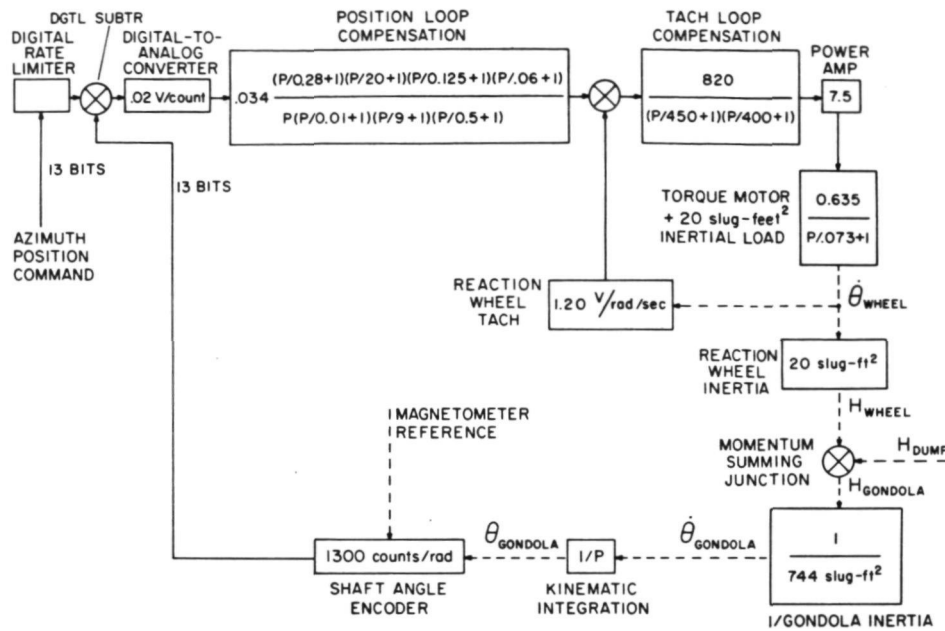 DGTL SUBTR
DIGITAL
RATE
LIMITER
DIGITAL-TO-
ANALOG
CONVERTER
.02 V/count
POSITION LOOP
COMPENSATION
.034
(P/0.28+1)(P/20+1)(P/0.125+1)(P/.06+1)
P(P/0.01+1)(P/9+1)(P/0.5+1)
TACH LOOP
COMPENSATION
820
(P/450+1)(P/400+1)
POWER
AMP
7.5
13 BITS
13 BITS
AZIMUTH
POSITION
COMMAND
TORQUE MOTOR
+ 20 slug-feet²
INERTIAL LOAD
0.635
P/.073+1
REACTION
WHEEL
TACH
1.20 V/rad/sec
θ̇WHEEL
REACTION
WHEEL
INERTIA
20 slug-ft²
HWHEEL
MAGNETOMETER
REFERENCE
MOMENTUM
SUMMING
JUNCTION
HDUMP
HGONDOLA
1300 counts/rad
θGONDOLA
1/P
θ̇GONDOLA
1
744 slug-ft²
SHAFT ANGLE
ENCODER
KINEMATIC
INTEGRATION
1/GONDOLA INERTIA